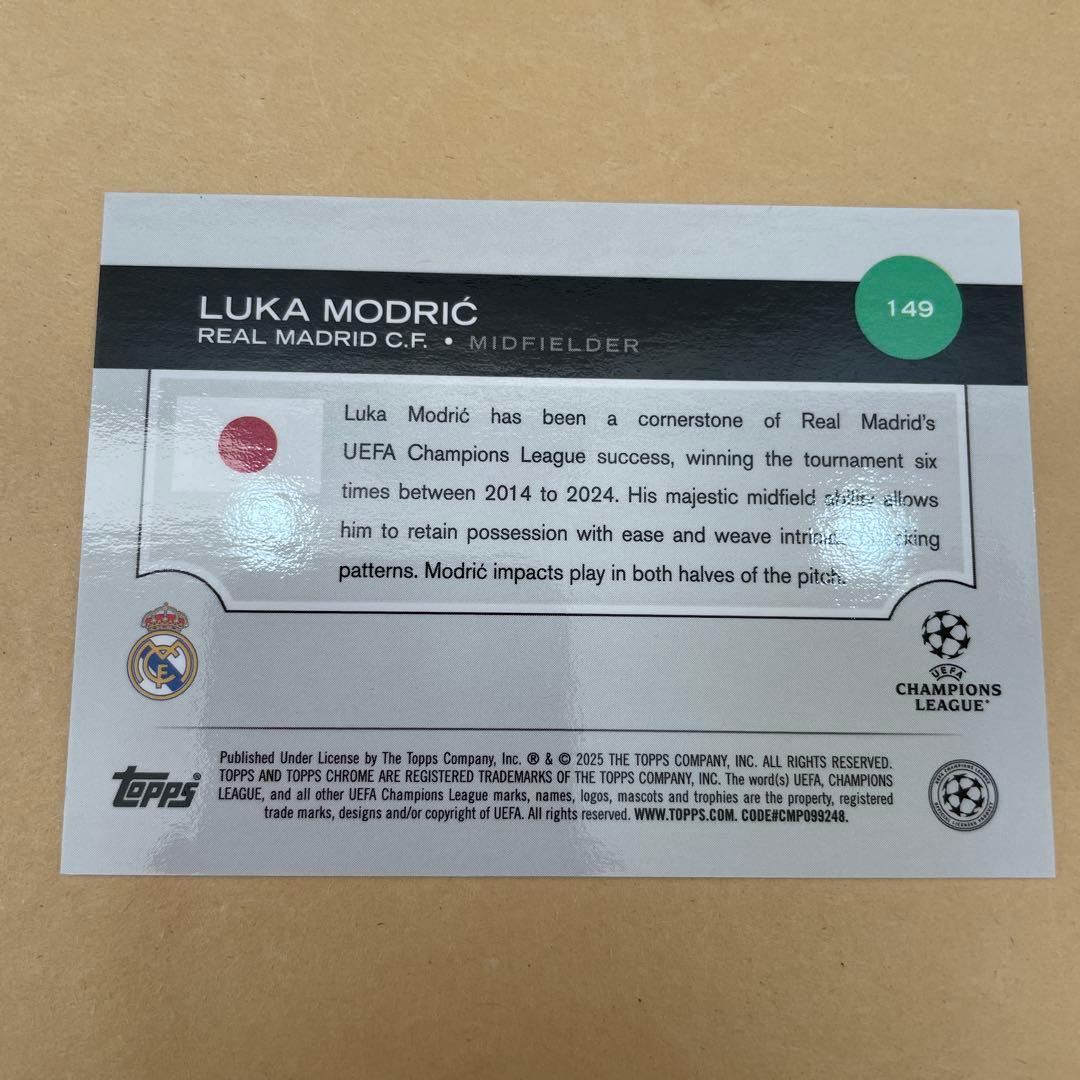 LUKA MODRIĆ
REAL MADRID C.F. • MIDFIELDER
149
Luka Modrić has been a cornerstone of Real Madrid's
UEFA Champions League success, winning the tournament six
times between 2014 to 2024. His majestic midfield ability allows
him to retain possession with ease and weave
patterns. Modrić impacts play in both halves of the pitch.
UEFA
CHAMPIONS
LEAGUE®
Published Under License by The Topps Company, Inc. ® & © 2025 THE TOPPS COMPANY, INC. ALL RIGHTS RESERVED.
TOPPS AND TOPPS CHROME ARE REGISTERED TRADEMARKS OF THE TOPPS COMPANY, INC. The word(s) UEFA, CHAMPIONS
LEAGUE, and all other UEFA Champions League marks, names, logos, mascots and trophies are the property, registered
trade marks, designs and/or copyright of UEFA. All rights reserved. WWW.TOPPS.COM. CODE#CMP099248.
topps®